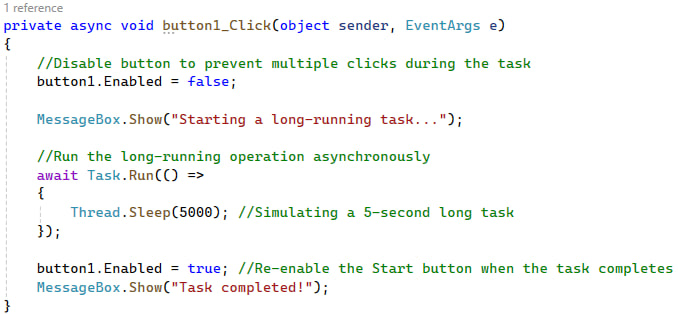 1 reference
private async void button1_Click(object sender, EventArgs e)
{
    //Disable button to prevent multiple clicks during the task
    button1.Enabled = false;
    MessageBox.Show("Starting a long-running task...");
    //Run the long-running operation asynchronously
    await Task.Run(() =>
    {
        Thread.Sleep(5000); //Simulating a 5-second long task
    });
    button1.Enabled = true; //Re-enable the Start button when the task completes
    MessageBox.Show("Task completed!");
}